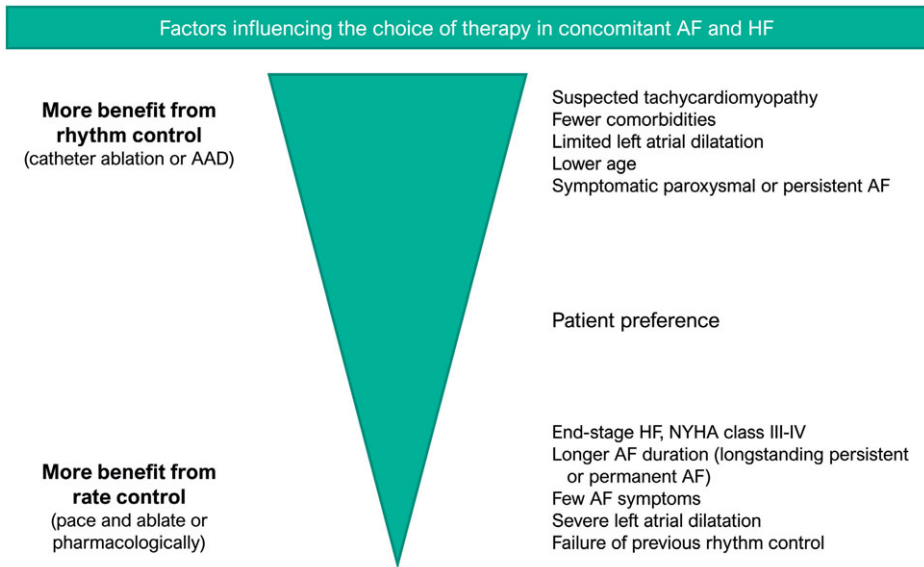 Factors influencing the choice of therapy in concomitant AF and HF
More benefit from
rhythm control
(catheter ablation or AAD)
Suspected tachycardiomyopathy
Fewer comorbidities
Limited left atrial dilatation
Lower age
Symptomatic paroxysmal or persistent AF
Patient preference
More benefit from
rate control
(pace and ablate or
pharmacologically)
End-stage HF, NYHA class III-IV
Longer AF duration (longstanding persistent
or permanent AF)
Few AF symptoms
Severe left atrial dilatation
Failure of previous rhythm control